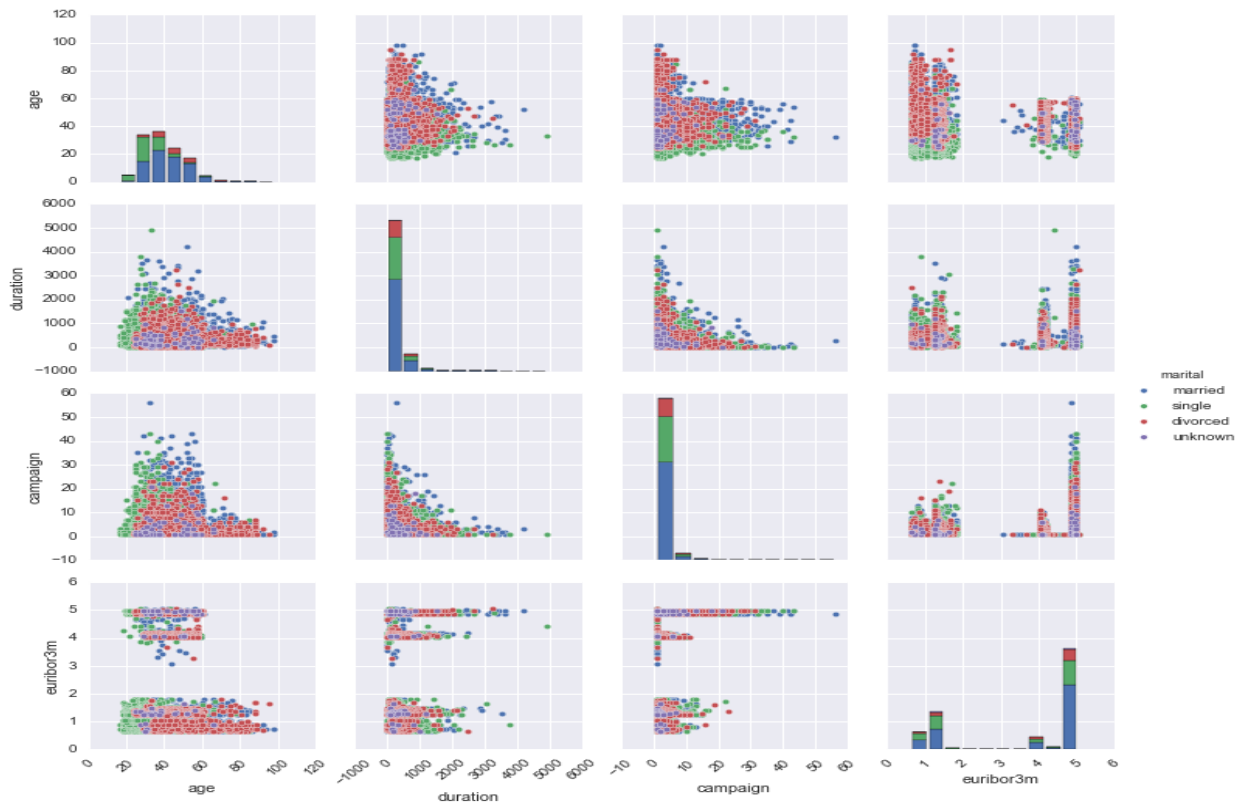 120
100
80
60
40
20
0
age
6000
5000
4000
3000
2000
1000
0
−1000
duration
60
50
40
30
20
10
0
−10
campaign
6
5
4
3
2
1
0
euribor3m
0 20 40 60 80 100 120
age
−1000 0 1000 2000 3000 4000 5000 6000
duration
−10 0 10 20 30 40 50 60
campaign
0 1 2 3 4 5 6
euribor3m
marital
married
single
divorced
unknown